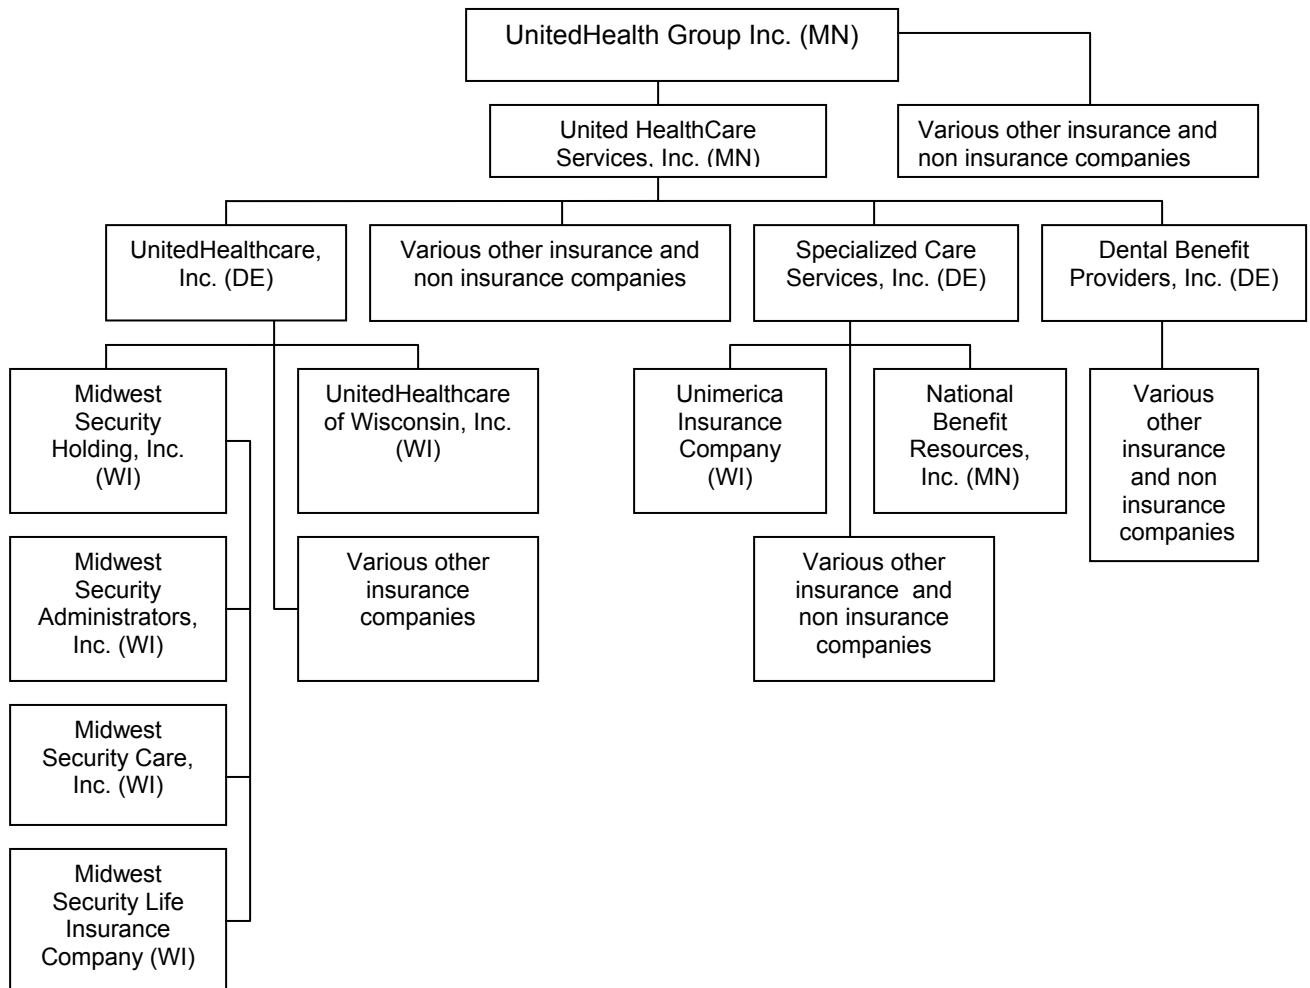 UnitedHealth Group Inc. (MN)
United HealthCare
Services, Inc. (MN)
Various other insurance and
non insurance companies
UnitedHealthcare,
Inc. (DE)
Various other insurance and
non insurance companies
Specialized Care
Services, Inc. (DE)
Dental Benefit
Providers, Inc. (DE)
Midwest
Security
Holding, Inc.
(WI)
UnitedHealthcare
of Wisconsin, Inc.
(WI)
Unimerica
Insurance
Company
(WI)
National
Benefit
Resources,
Inc. (MN)
Various
other
insurance
and non
insurance
companies
Midwest
Security
Administrators,
Inc. (WI)
Various other
insurance
companies
Various other
insurance and
non insurance
companies
Midwest
Security Care,
Inc. (WI)
Midwest
Security Life
Insurance
Company (WI)